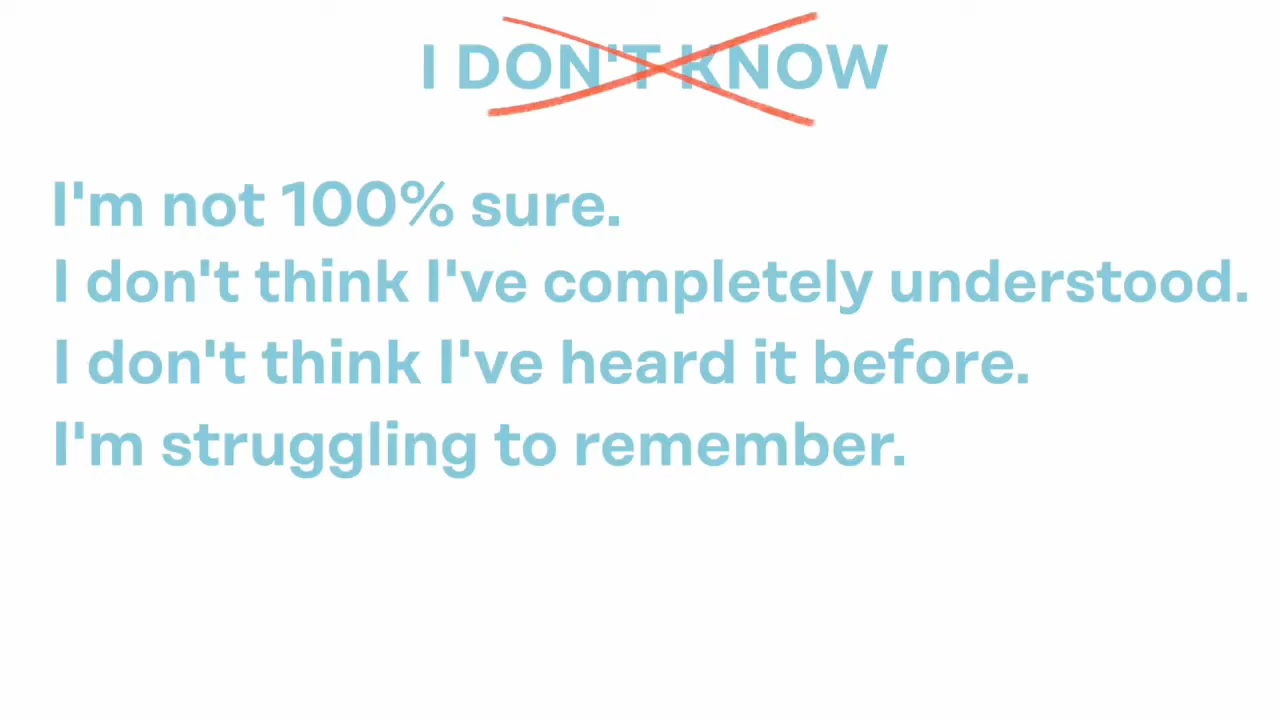 I DON'T KNOW
I'm not 100% sure.
I don't think I've completely understood.
I don't think I've heard it before.
I'm struggling to remember.